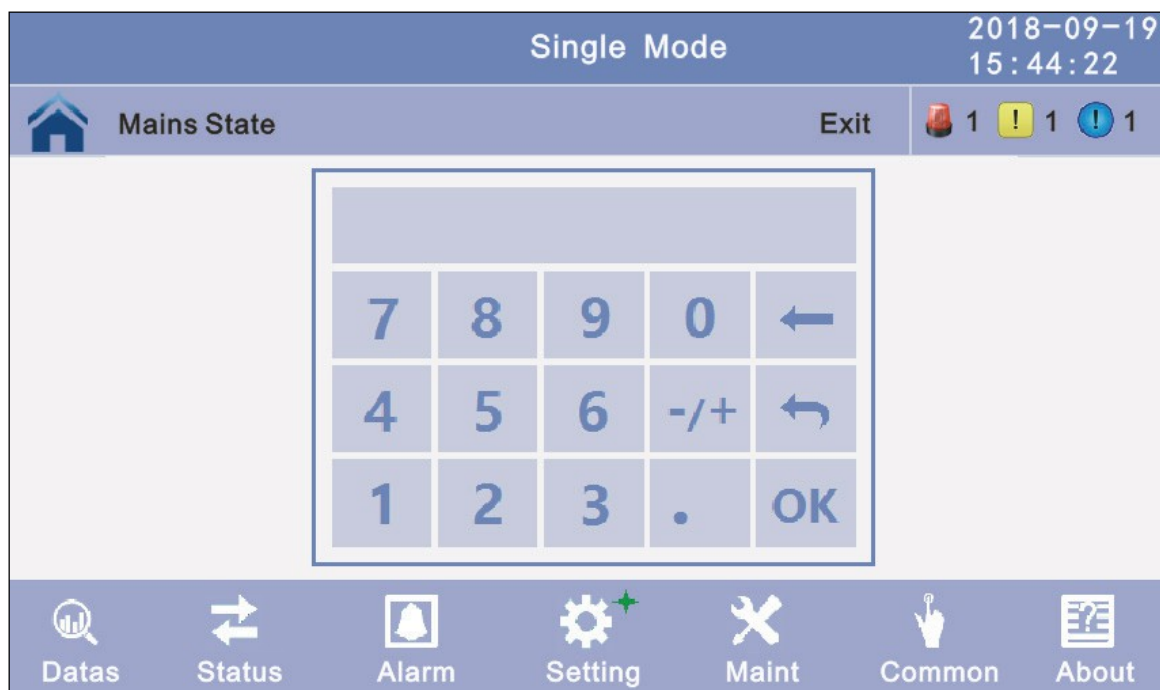 Single Mode
2018-09-19
15:44:22
Mains State
Exit
1
! 1
! 1
7 8 9 0
4 5 6 -/+
1 2 3 . OK
Datas Status Alarm Setting Maint Common About